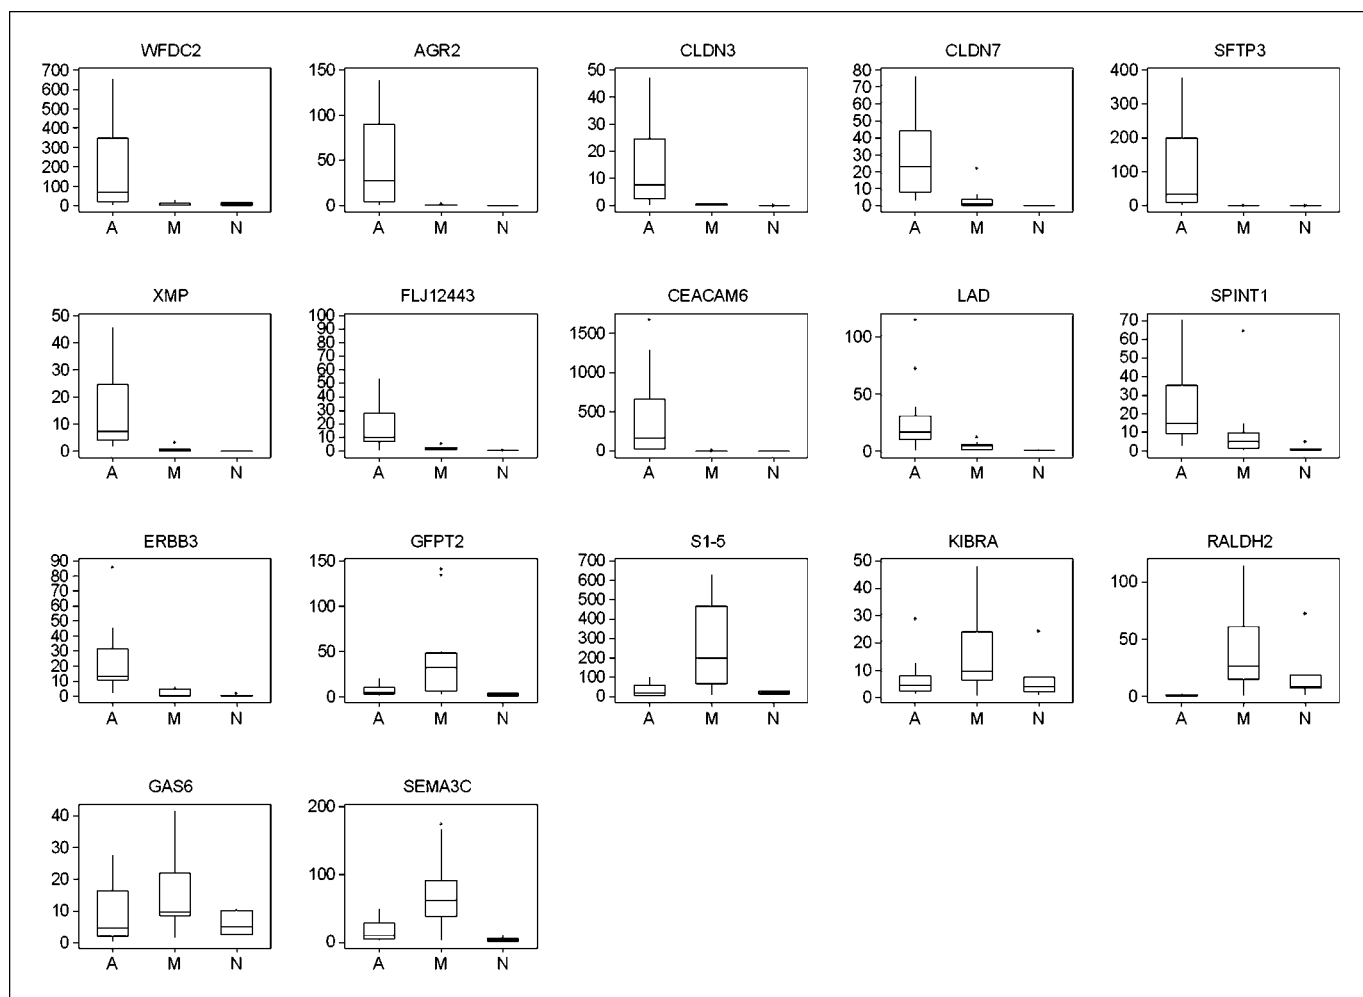 WFDC2 AGR2 CLDN3 CLDN7 SFTP3
700 600 500 400 300 200 100 0
150 100 50 0
50 40 30 20 10 0
80 70 60 50 40 30 20 10 0
400 300 200 100 0
A M N A M N A M N A M N A M N
XMP FLJ12443 CEACAM6 LAD SPINT1
50 40 30 20 10 0
100 90 80 70 60 50 40 30 20 10 0
1500 1000 500 0
100 50 0
70 60 50 40 30 20 10 0
A M N A M N A M N A M N A M N
ERBB3 GFPT2 S1-5 KIBRA RALDH2
90 80 70 60 50 40 30 20 10 0
150 100 50 0
700 600 500 400 300 200 100 0
50 40 30 20 10 0
100 50 0
A M N A M N A M N A M N A M N
GAS6 SEMA3C
40 30 20 10 0
200 100 0
A M N A M N